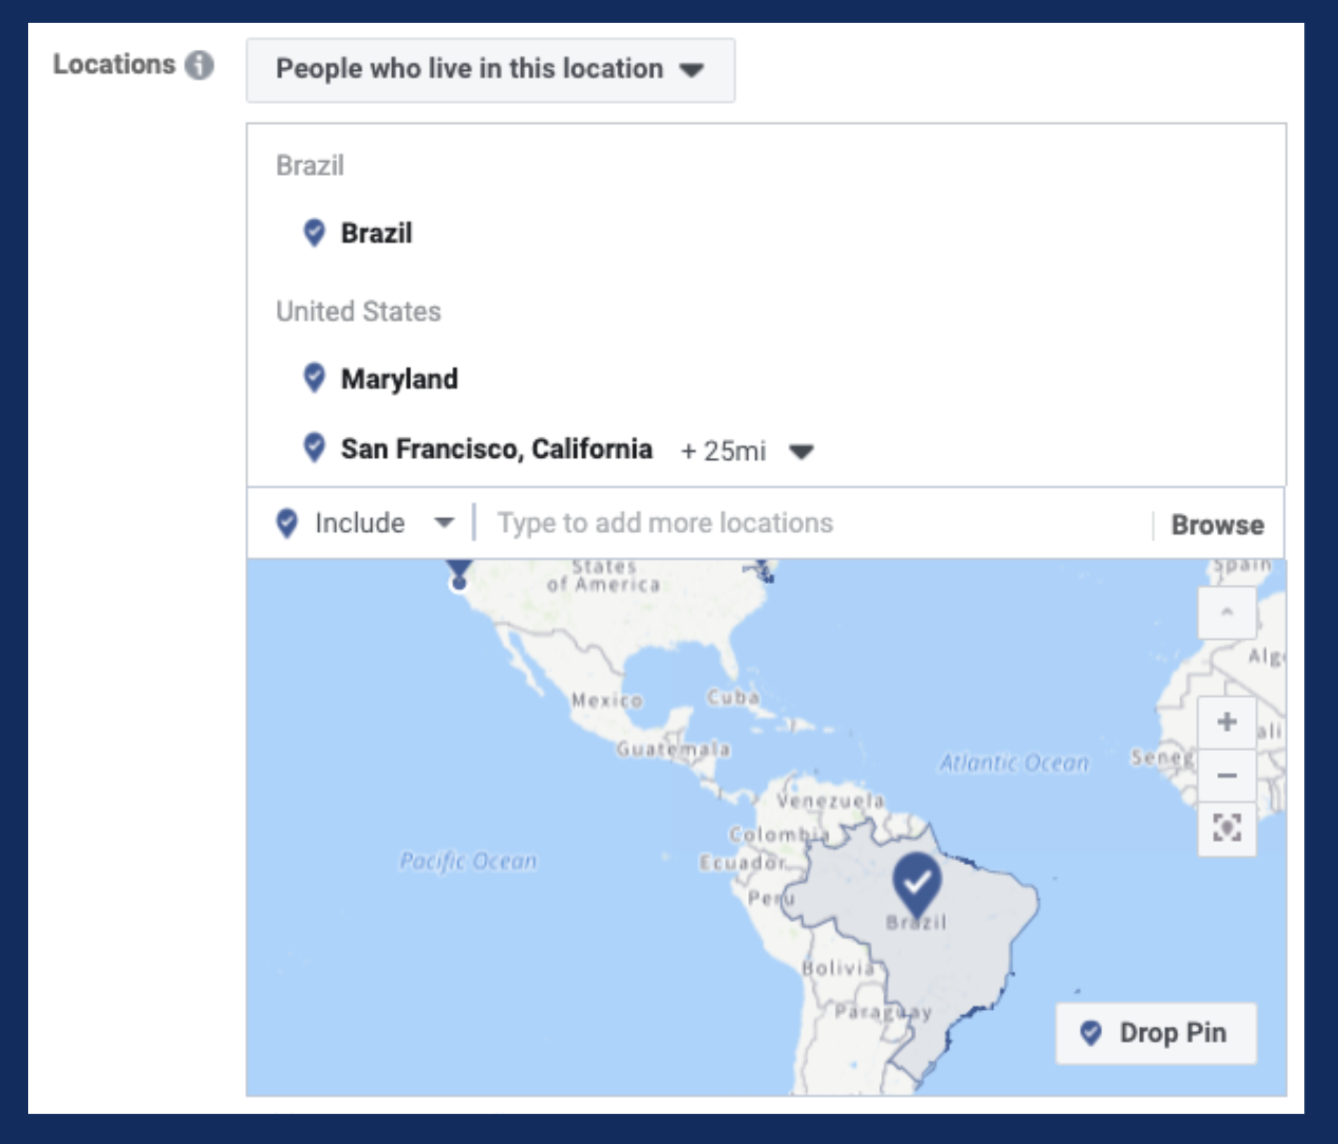 Locations
People who live in this location
Brazil
Brazil
United States
Maryland
San Francisco, California + 25mi
Include Type to add more locations Browse
States
of America
Spain
Alg
Mexico Cuba
Guatemala
Atlantic Ocean Seneg ali
Venezuela
Colombia
Pacific Ocean Ecuador
Peru
Brazil
Bolivia
Paraguay
Drop Pin